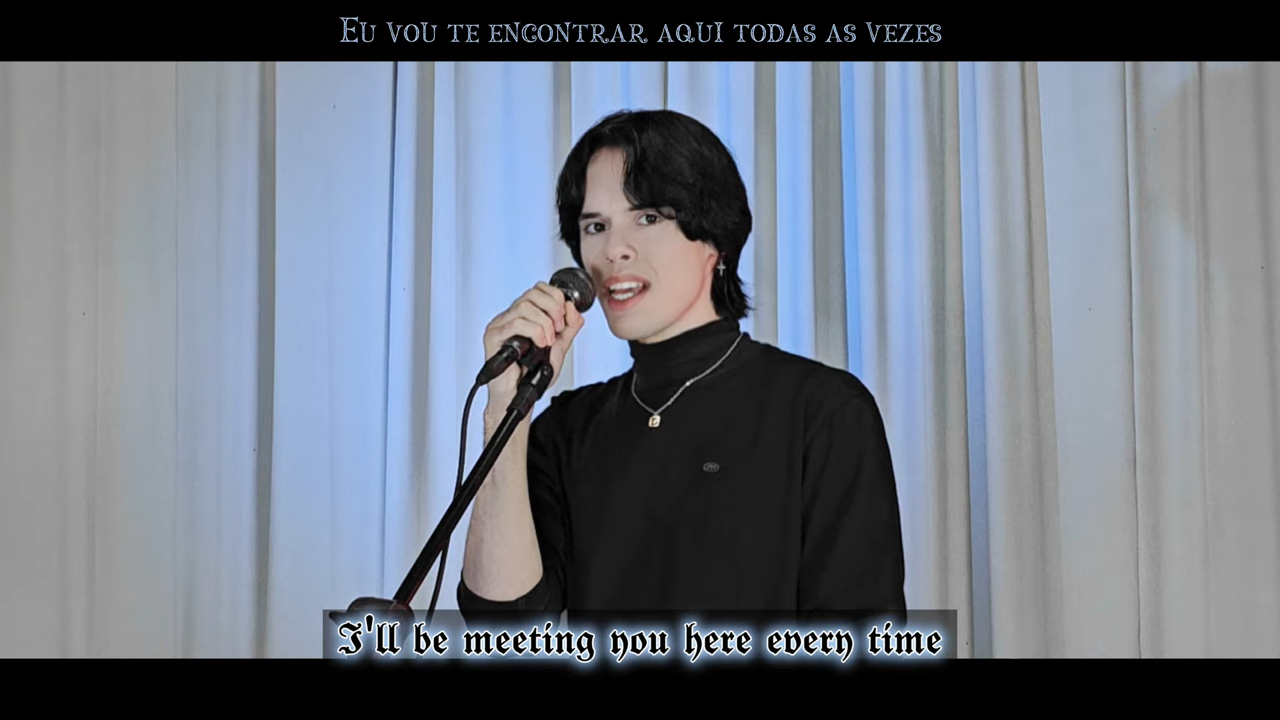 Eu vou te encontrar aqui todas as vezes
I'll be meeting you here every time